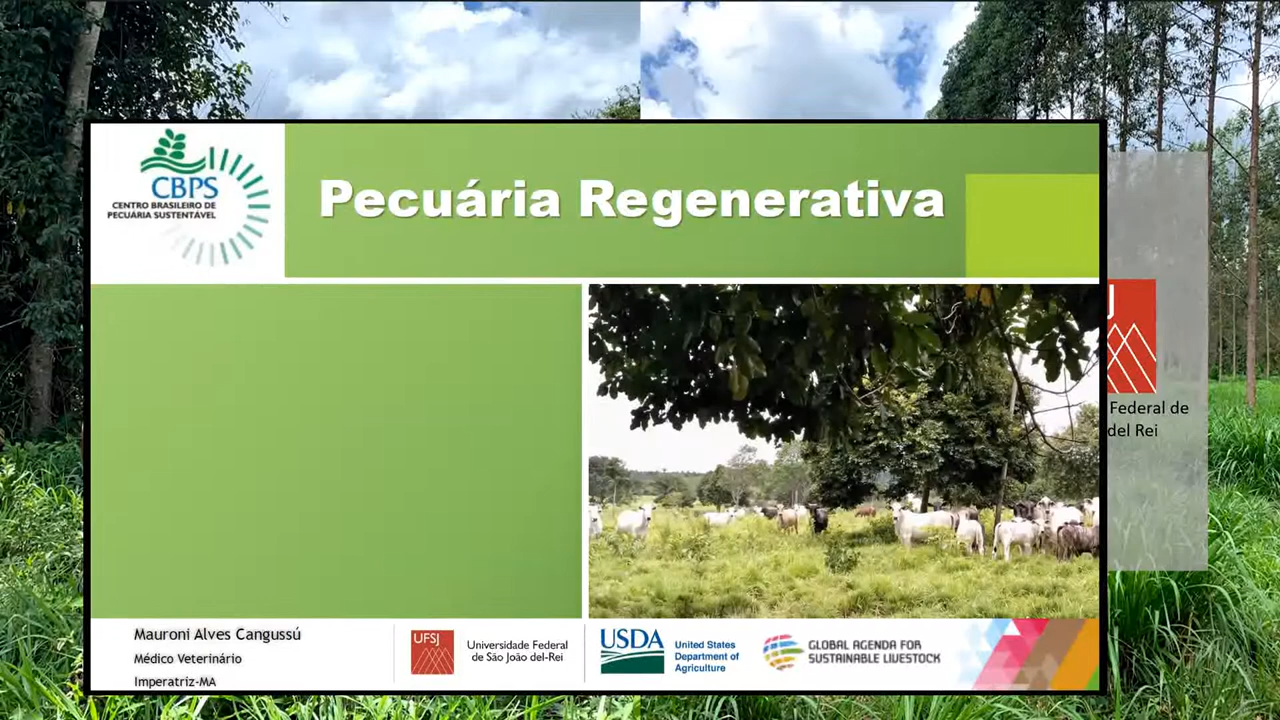 CBPS
CENTRO BRASILEIRO DE
PECUÁRIA SUSTENTÁVEL
Pecuária Regenerativa
J
Federal de
del Rei
Mauroni Alves Cangussú
Médico Veterinário
Imperatriz-MA
UFSJ
Universidade Federal
de São João del-Rei
USDA
United States
Department of
Agriculture
GLOBAL AGENDA FOR
SUSTAINABLE LIVESTOCK